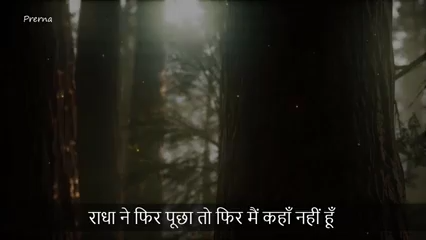 Prerna
राधा ने फिर पूछा तो फिर मैं कहाँ नहीं हूँ